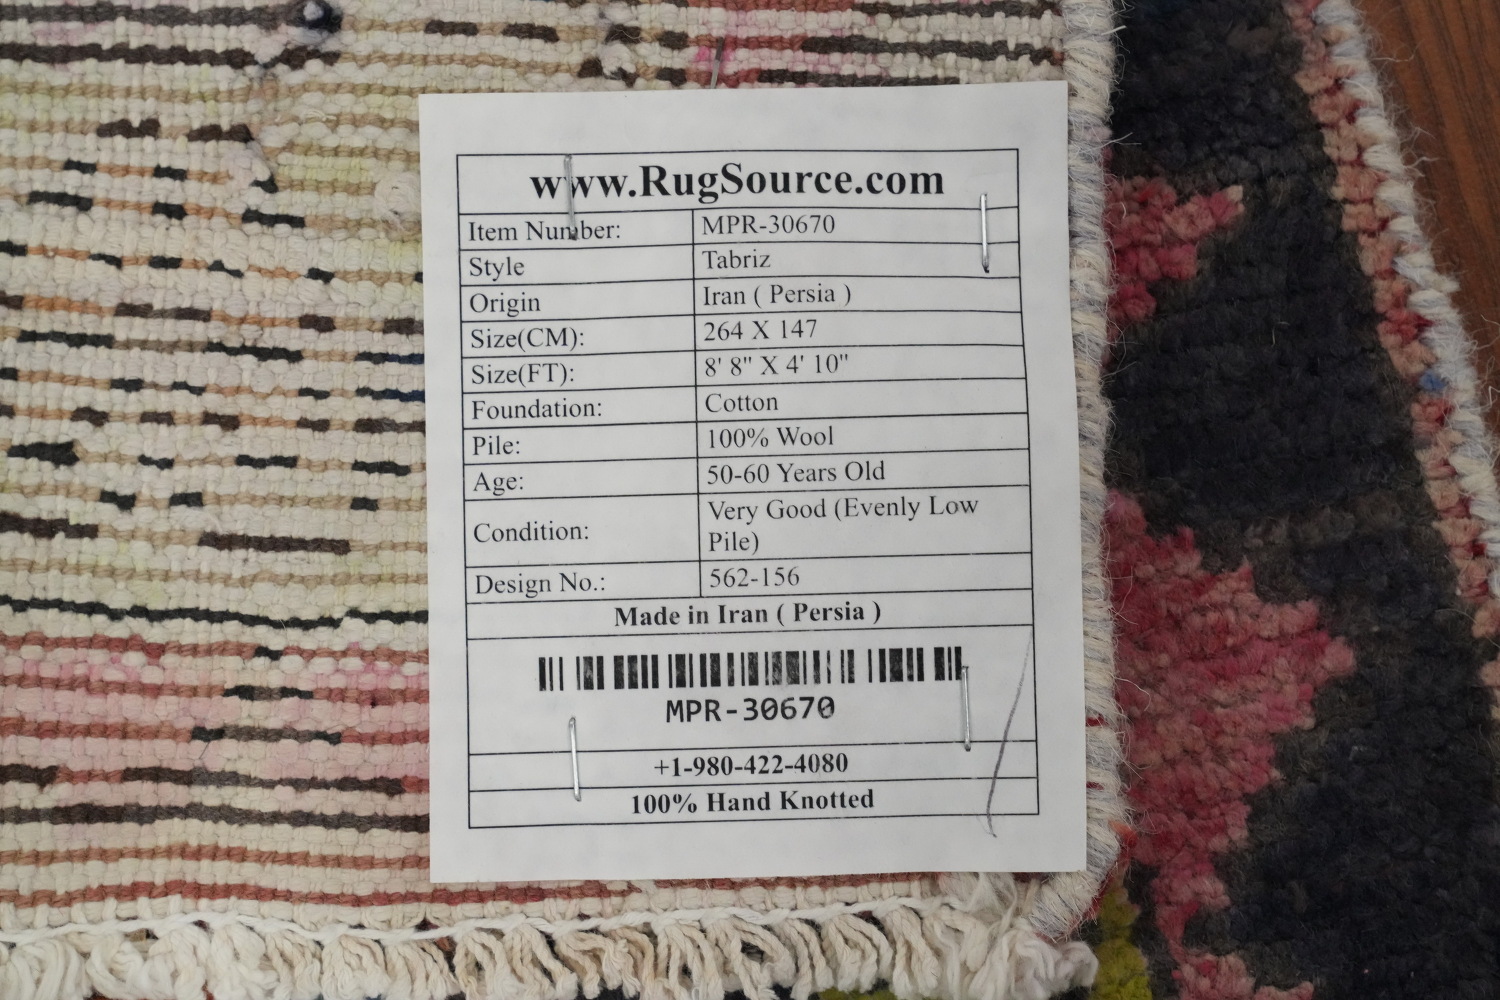 www.RugSource.com
Item Number: MPR-30670
Style Tabriz
Origin Iran ( Persia )
Size(CM): 264 X 147
Size(FT): 8' 8" X 4' 10"
Foundation: Cotton
Pile: 100% Wool
Age: 50-60 Years Old
Condition: Very Good (Evenly Low
Pile)
Design No.: 562-156
Made in Iran ( Persia )
MPR-30670
+1-980-422-4080
100% Hand Knotted